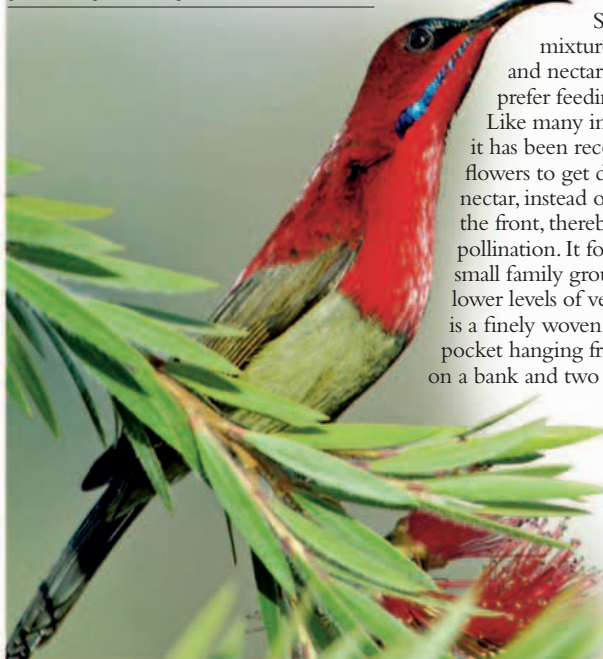 S
mixture
and nectar
prefer feedin
Like many in
it has been reco
flowers to get d
nectar, instead o
the front, thereb
pollination. It fo
small family grou
lower levels of ve
is a finely woven
pocket hanging fr
on a bank and two